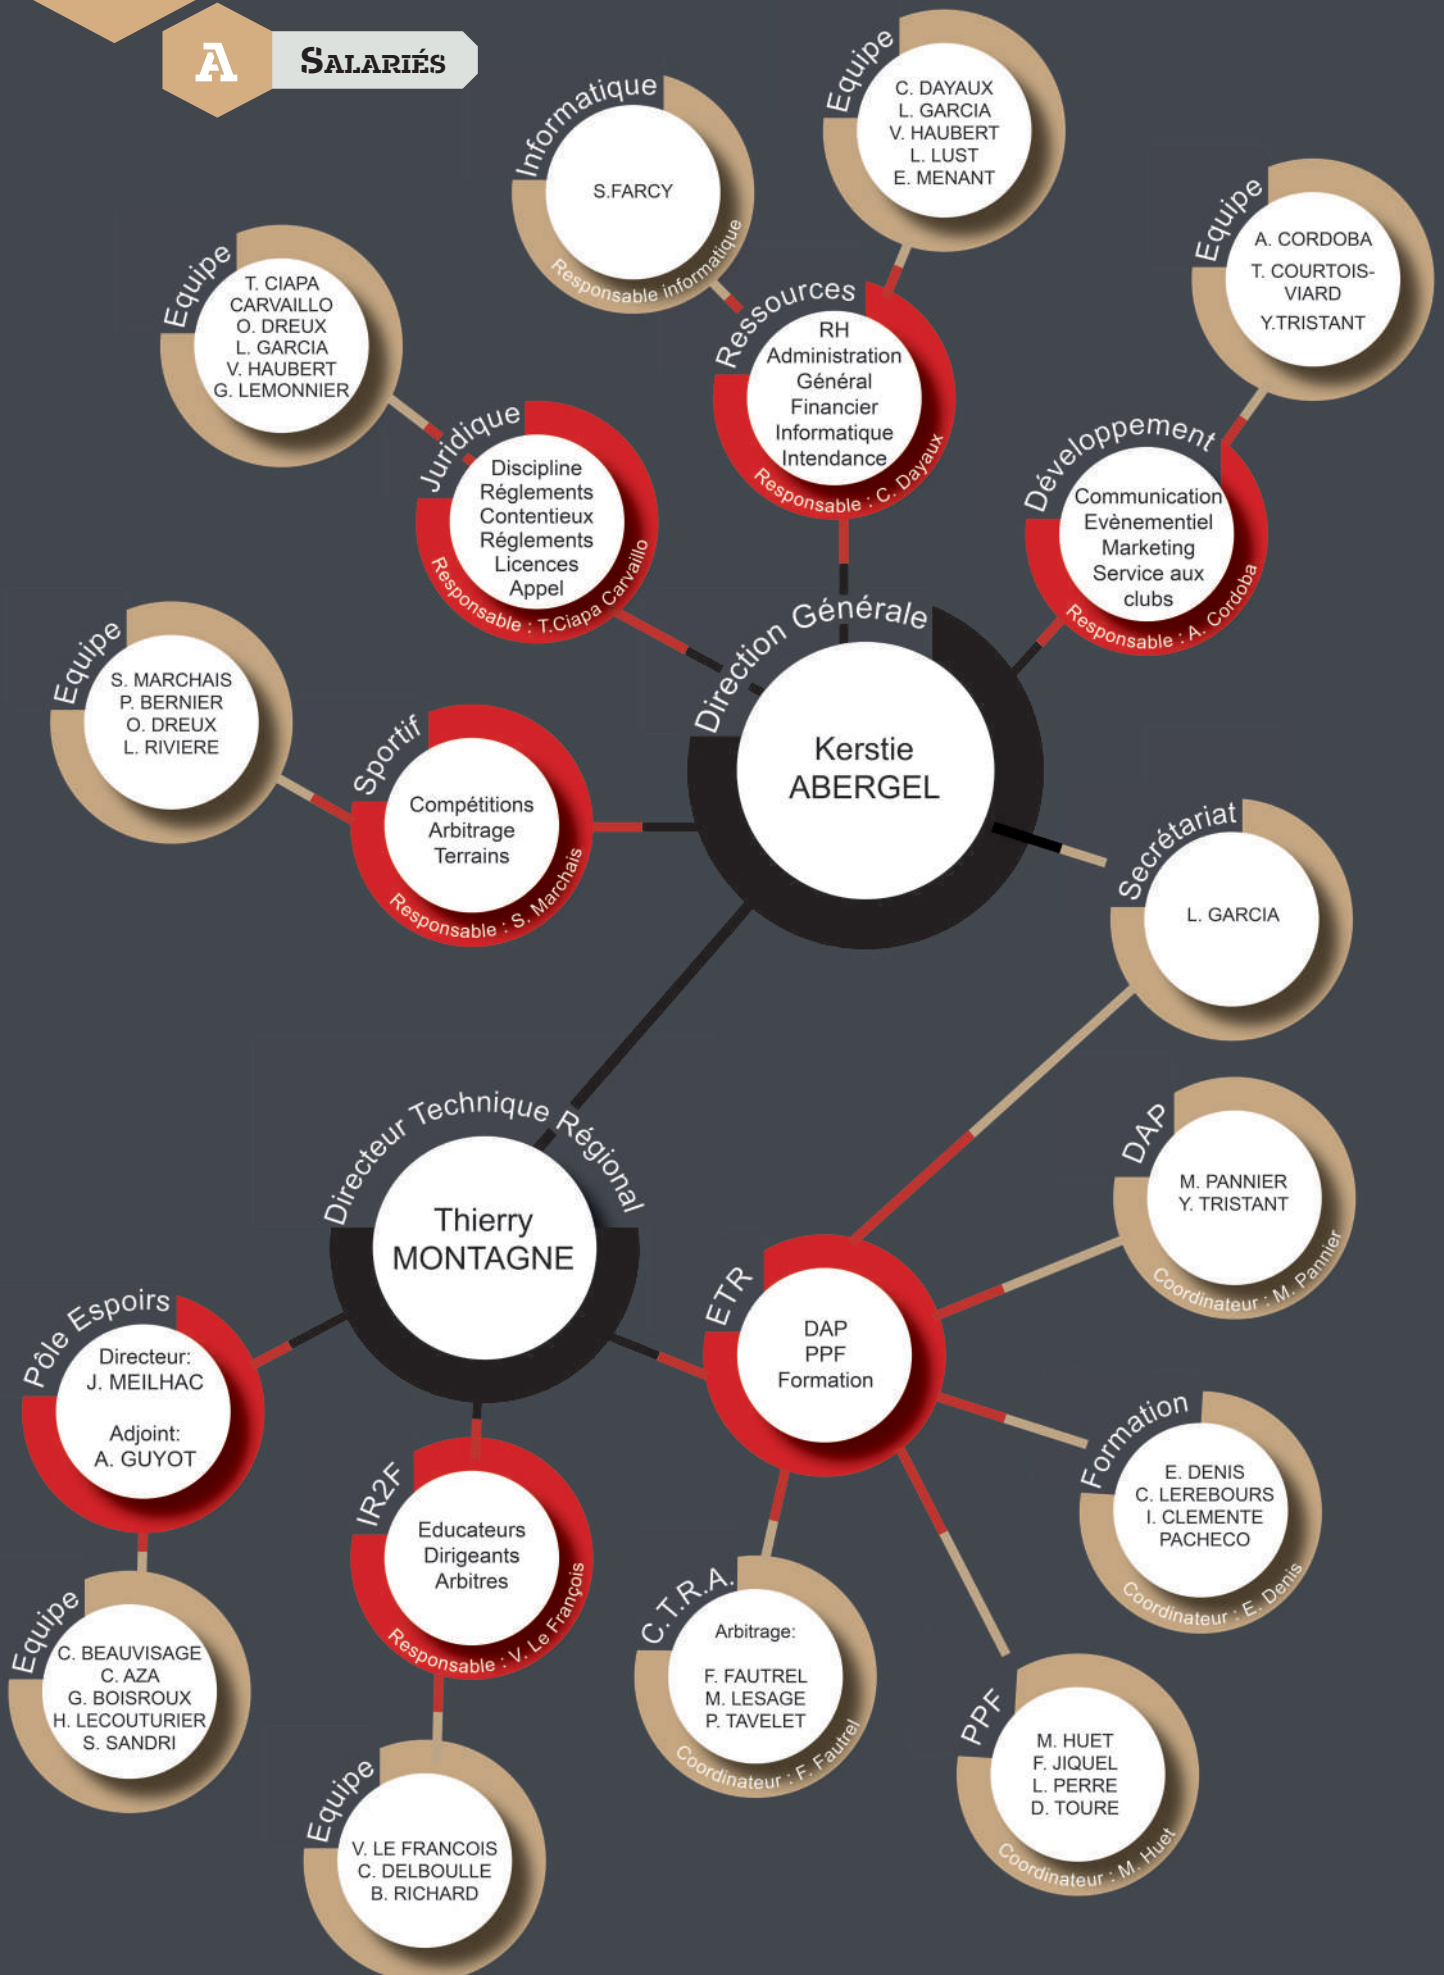 A
SALARIÉS
Equipe
C. DAYAUX
L. GARCIA
V. HAUBERT
L. LUST
E. MENANT
Informatique
S.FARCY
Responsable informatique
Equipe
A. CORDOBA
T. COURTOIS-
VIARD
Y.TRISTANT
Equipe
T. CIAPA
CARVAILLO
O. DREUX
L. GARCIA
V. HAUBERT
G. LEMONNIER
Ressources
RH
Administration
Général
Financier
Informatique
Intendance
Responsable : C. Dayaux
Juridique
Discipline
Réglements
Contentieux
Réglements
Licences
Appel
Responsable : T.Ciapa Carvaillo
Développement
Communication
Evènementiel
Marketing
Service aux
clubs
Responsable : A. Cordoba
Equipe
S. MARCHAIS
P. BERNIER
O. DREUX
L. RIVIERE
Sportif
Compétitions
Arbitrage
Terrains
Responsable : S. Marchais
Direction Générale
Kerstie
ABERGEL
Secrétariat
L. GARCIA
Directeur Technique Régional
Thierry
MONTAGNE
DAP
M. PANNIER
Y. TRISTANT
Coordinateur : M. Pannier
ETR
DAP
PPF
Formation
Pôle Espoirs
Directeur:
J. MEILHAC
Adjoint:
A. GUYOT
IR2F
Educateurs
Dirigeants
Arbitres
Responsable : V. Le François
Formation
E. DENIS
C. LEREBOURS
I. CLEMENTE
PACHECO
Coordinateur : E. Denis
Equipe
C. BEAUVISAGE
C. AZA
G. BOISROUX
H. LECOUTURIER
S. SANDRI
C.T.R.A.
Arbitrage:
F. FAUTREL
M. LESAGE
P. TAVELET
Coordinateur : F. Fautrel
PPF
M. HUET
F. JIQUEL
L. PERRE
D. TOURE
Coordinateur : M. Huet
Equipe
V. LE FRANCOIS
C. DELBOULLE
B. RICHARD